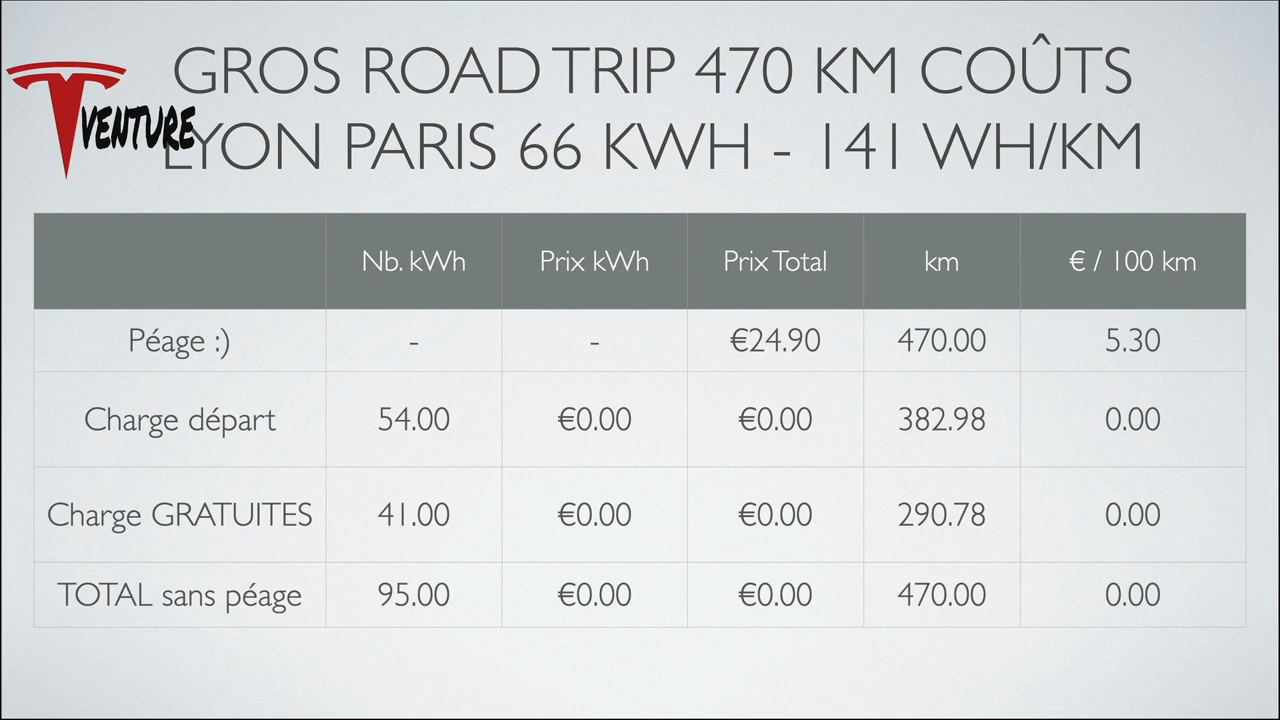 GROS ROAD TRIP 470 KM COÛTS
VENTURE
LYON PARIS 66 KWH - 141 WH/KM
Nb. kWh Prix kWh Prix Total km € / 100 km
Péage :) - - €24.90 470.00 5.30
Charge départ 54.00 €0.00 €0.00 382.98 0.00
Charge GRATUITES 41.00 €0.00 €0.00 290.78 0.00
TOTAL sans péage 95.00 €0.00 €0.00 470.00 0.00